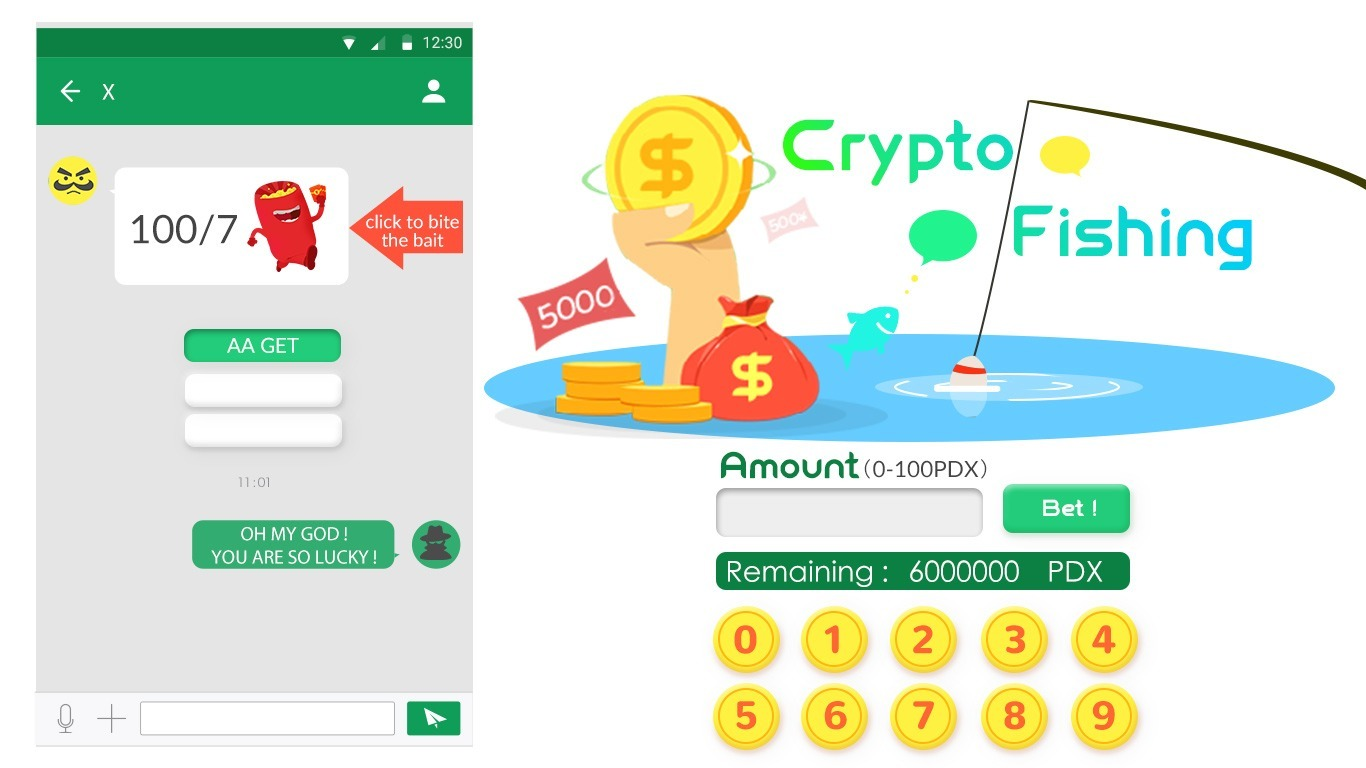 12:30
X
100/7
click to bite
the bait
AA GET
11:01
OH MY GOD !
YOU ARE SO LUCKY !
$
Crypto
500¥
Fishing
5000
$
Amount (0-100PDX)
Bet !
Remaining : 6000000 PDX
0 1 2 3 4
5 6 7 8 9